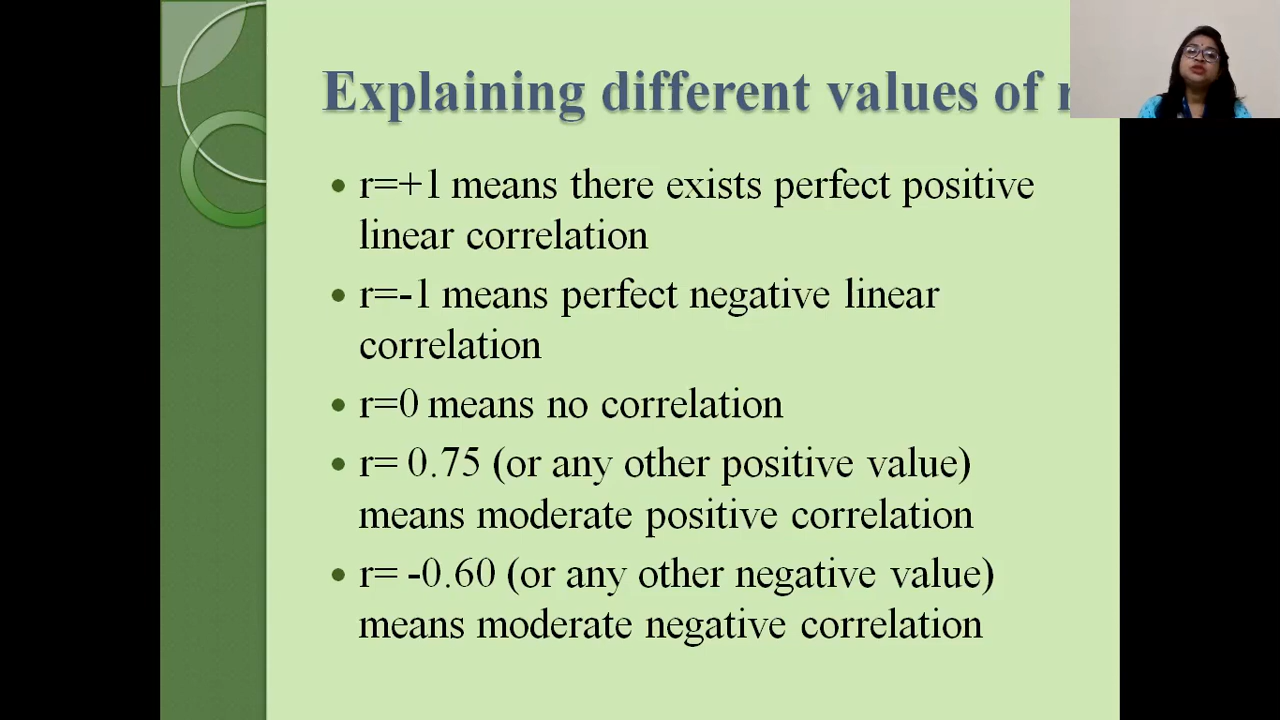 Explaining different values of r
• r=+1 means there exists perfect positive
linear correlation
• r=-1 means perfect negative linear
correlation
• r=0 means no correlation
• r= 0.75 (or any other positive value)
means moderate positive correlation
• r= -0.60 (or any other negative value)
means moderate negative correlation